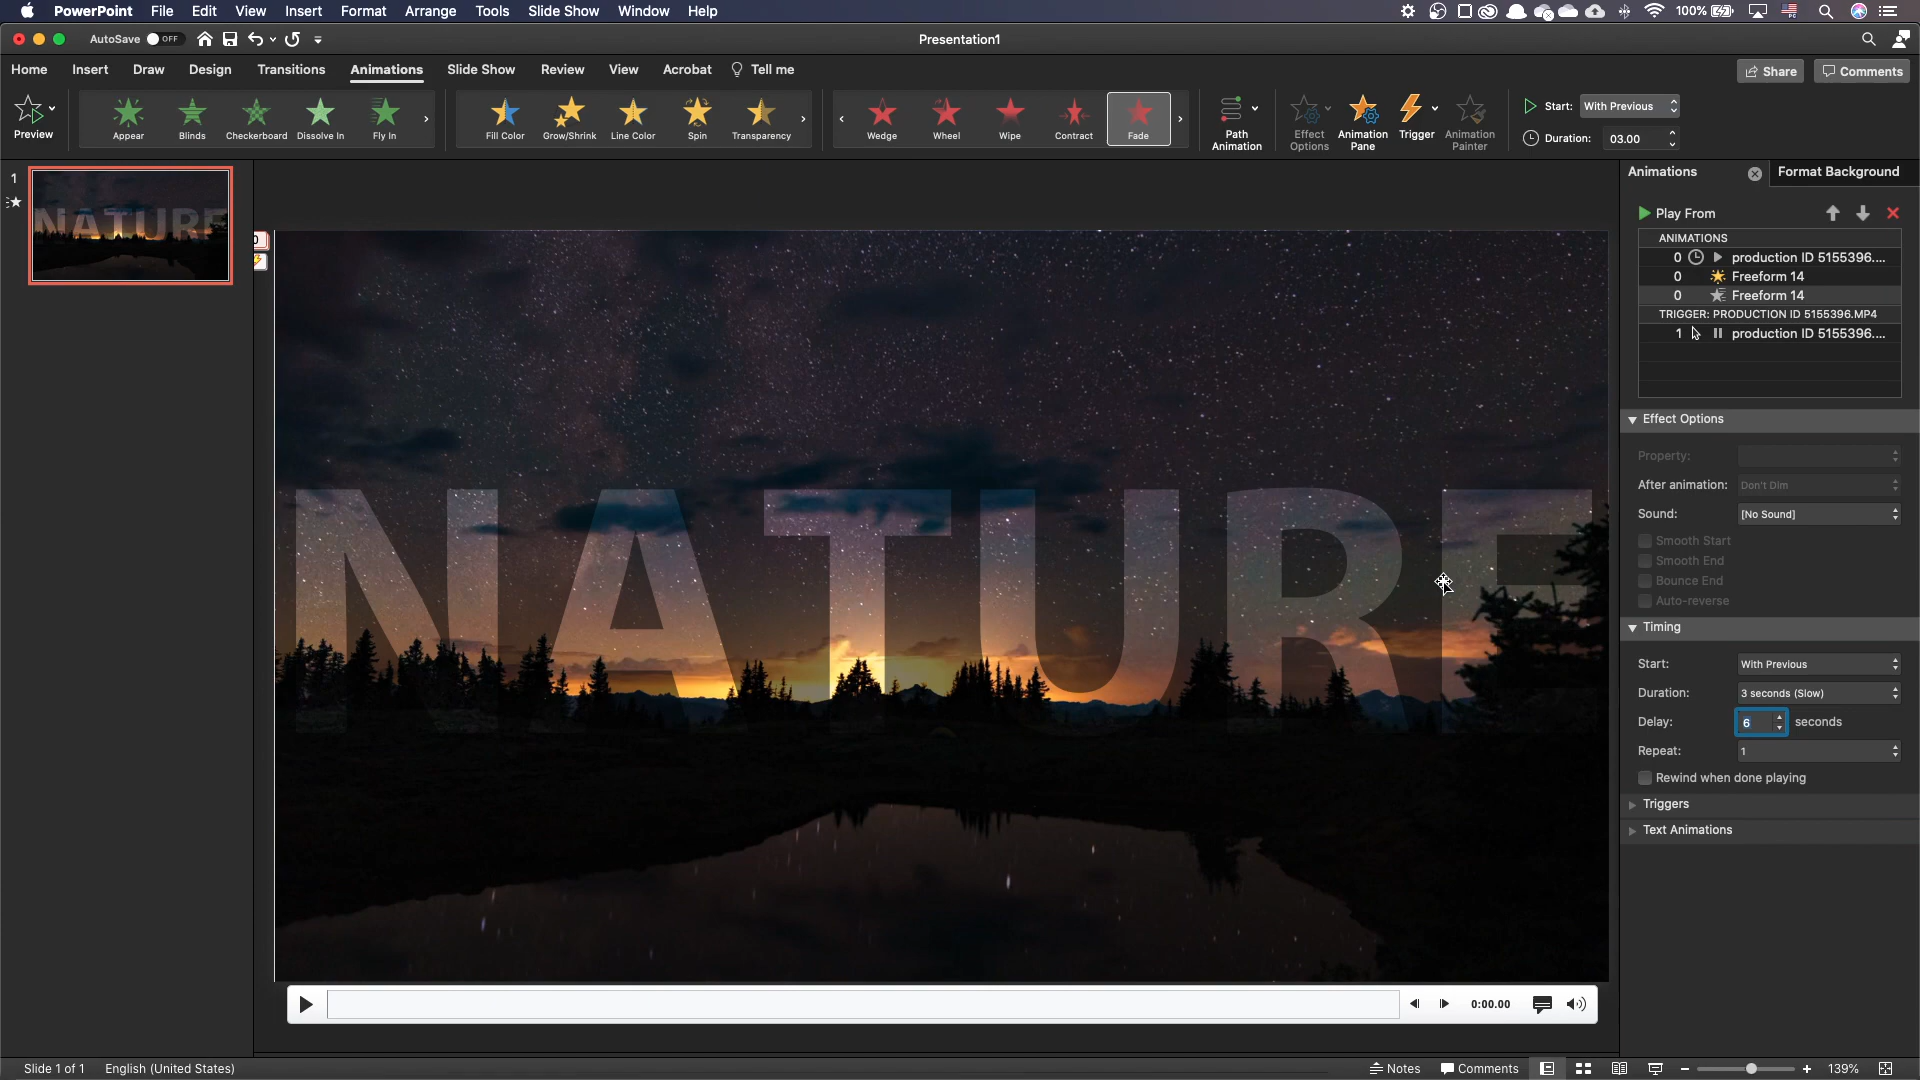 PowerPoint File Edit View Insert Format Arrange Tools Slide Show Window Help 100%
AutoSave OFF Presentation1
Home Insert Draw Design Transitions Animations Slide Show Review View Acrobat Tell me Share Comments
Preview Appear Blinds Checkerboard Dissolve In Fly In Fill Color Grow/Shrink Line Color Spin Transparency Wedge Wheel Wipe Contract Fade
Path Animation Effect Options Animation Pane Trigger Animation Painter
Start: With Previous
Duration: 03.00
1
NATURE
0
NATURE
0:00.00
Animations Format Background
Play From
ANIMATIONS
0 production ID 5155396....
0 Freeform 14
0 Freeform 14
TRIGGER: PRODUCTION ID 5155396.MP4
1 production ID 5155396....
Effect Options
Property:
After animation: Don't Dim
Sound: [No Sound]
Smooth Start
Smooth End
Bounce End
Auto-reverse
Timing
Start: With Previous
Duration: 3 seconds (Slow)
Delay: 6 seconds
Repeat: 1
Rewind when done playing
Triggers
Text Animations
Slide 1 of 1 English (United States) Notes Comments 139%